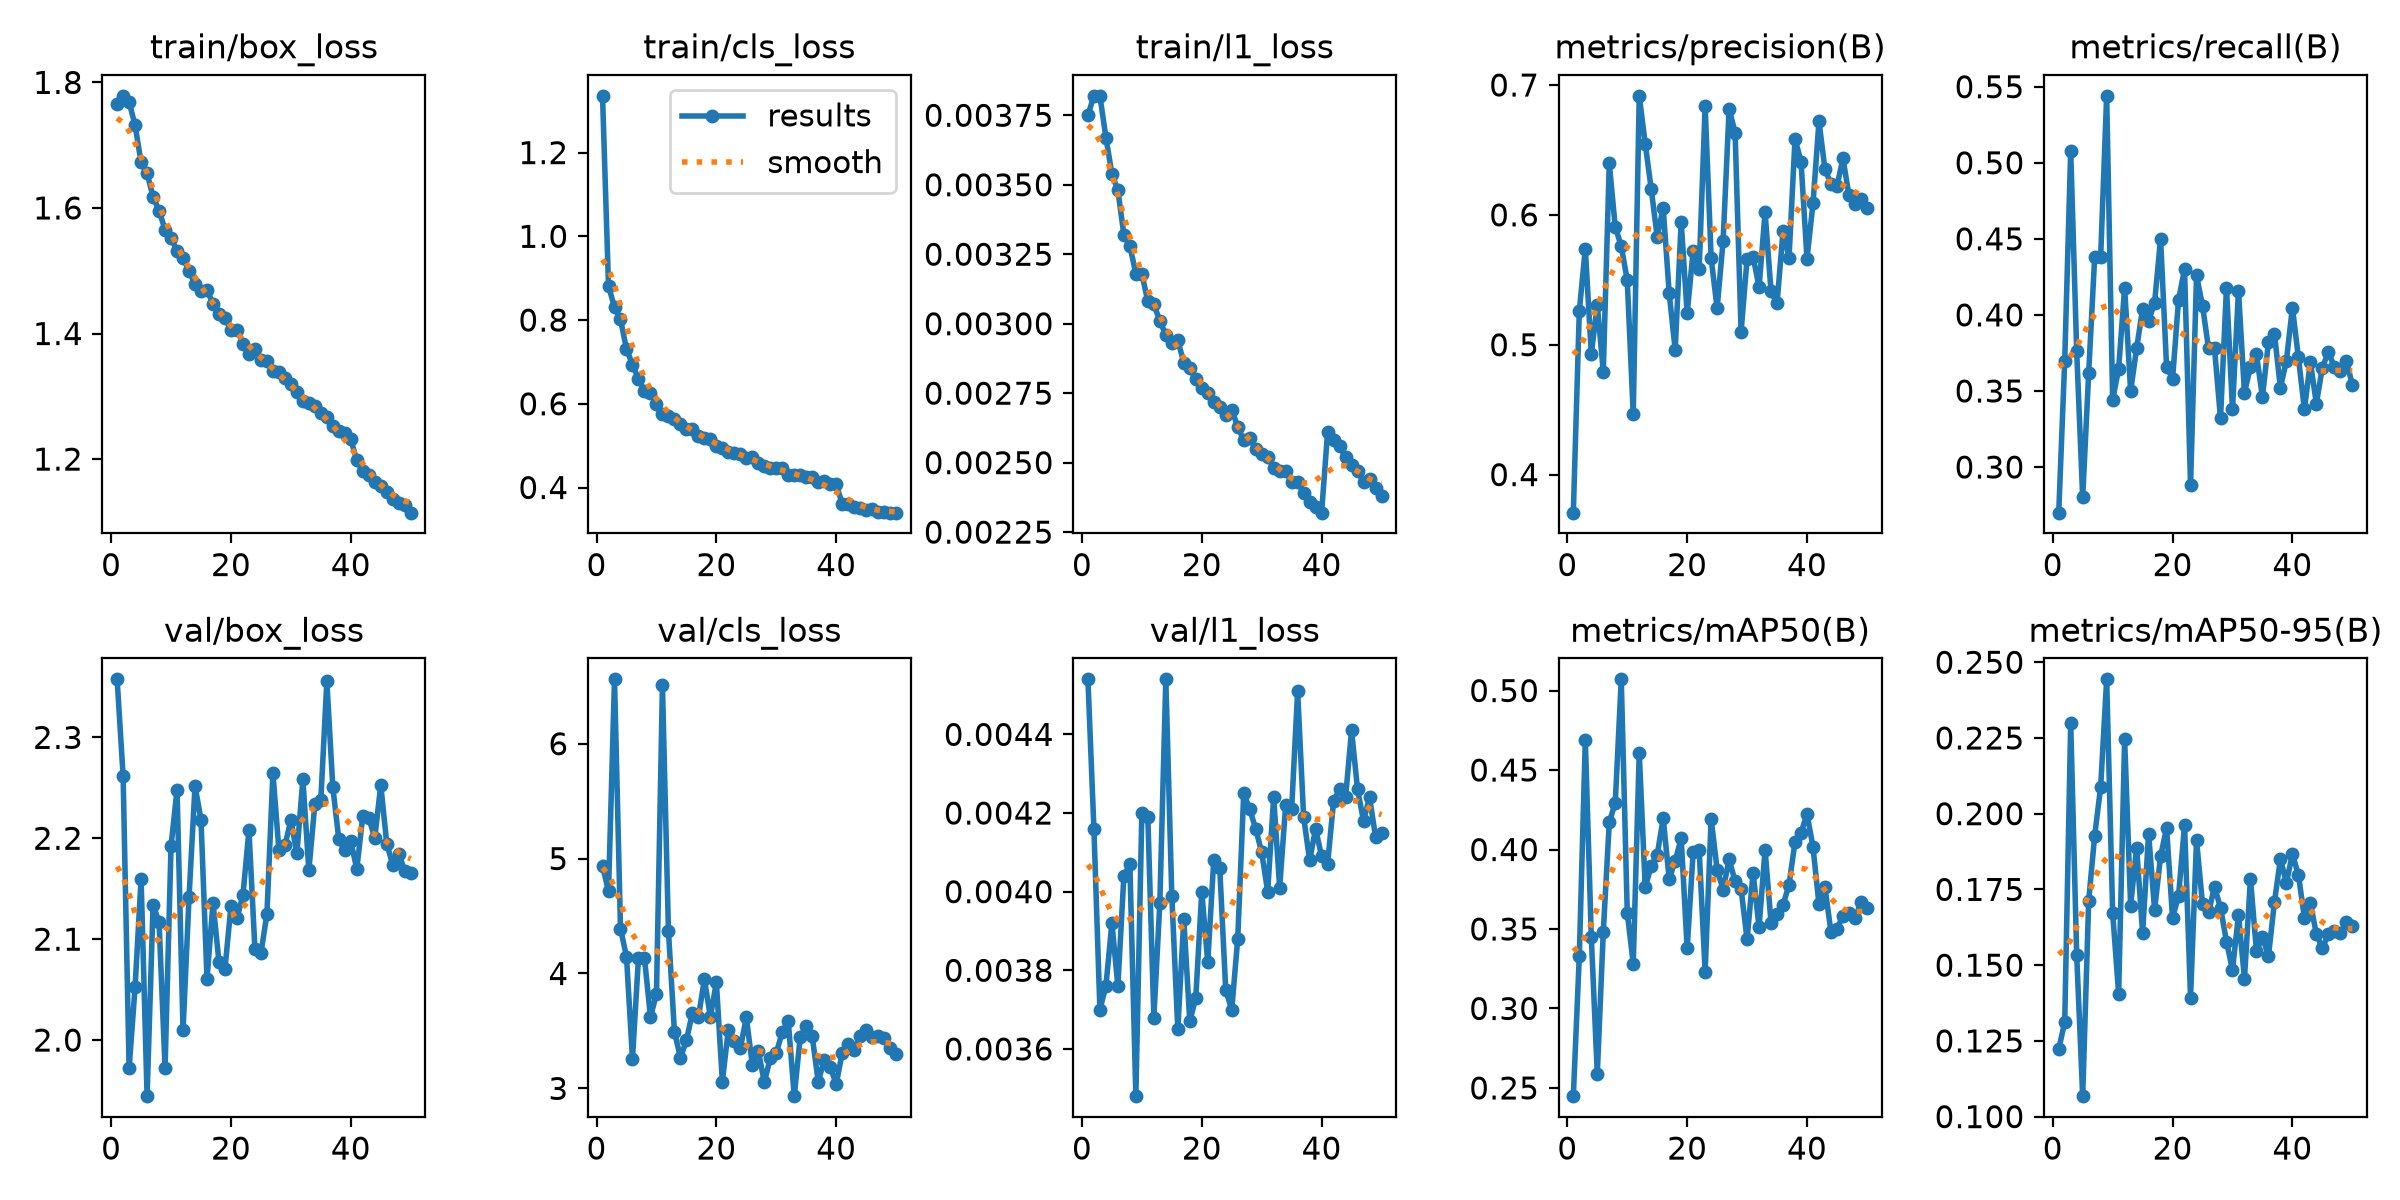 train/box_loss
1.8
1.6
1.4
1.2
0 20 40
train/cls_loss
results
smooth
1.2
1.0
0.8
0.6
0.4
0 20 40
train/l1_loss
0.00375
0.00350
0.00325
0.00300
0.00275
0.00250
0.00225
0 20 40
metrics/precision(B)
0.7
0.6
0.5
0.4
0 20 40
metrics/recall(B)
0.55
0.50
0.45
0.40
0.35
0.30
0 20 40
val/box_loss
2.3
2.2
2.1
2.0
0 20 40
val/cls_loss
6
5
4
3
0 20 40
val/l1_loss
0.0044
0.0042
0.0040
0.0038
0.0036
0 20 40
metrics/mAP50(B)
0.50
0.45
0.40
0.35
0.30
0.25
0 20 40
metrics/mAP50-95(B)
0.250
0.225
0.200
0.175
0.150
0.125
0.100
0 20 40